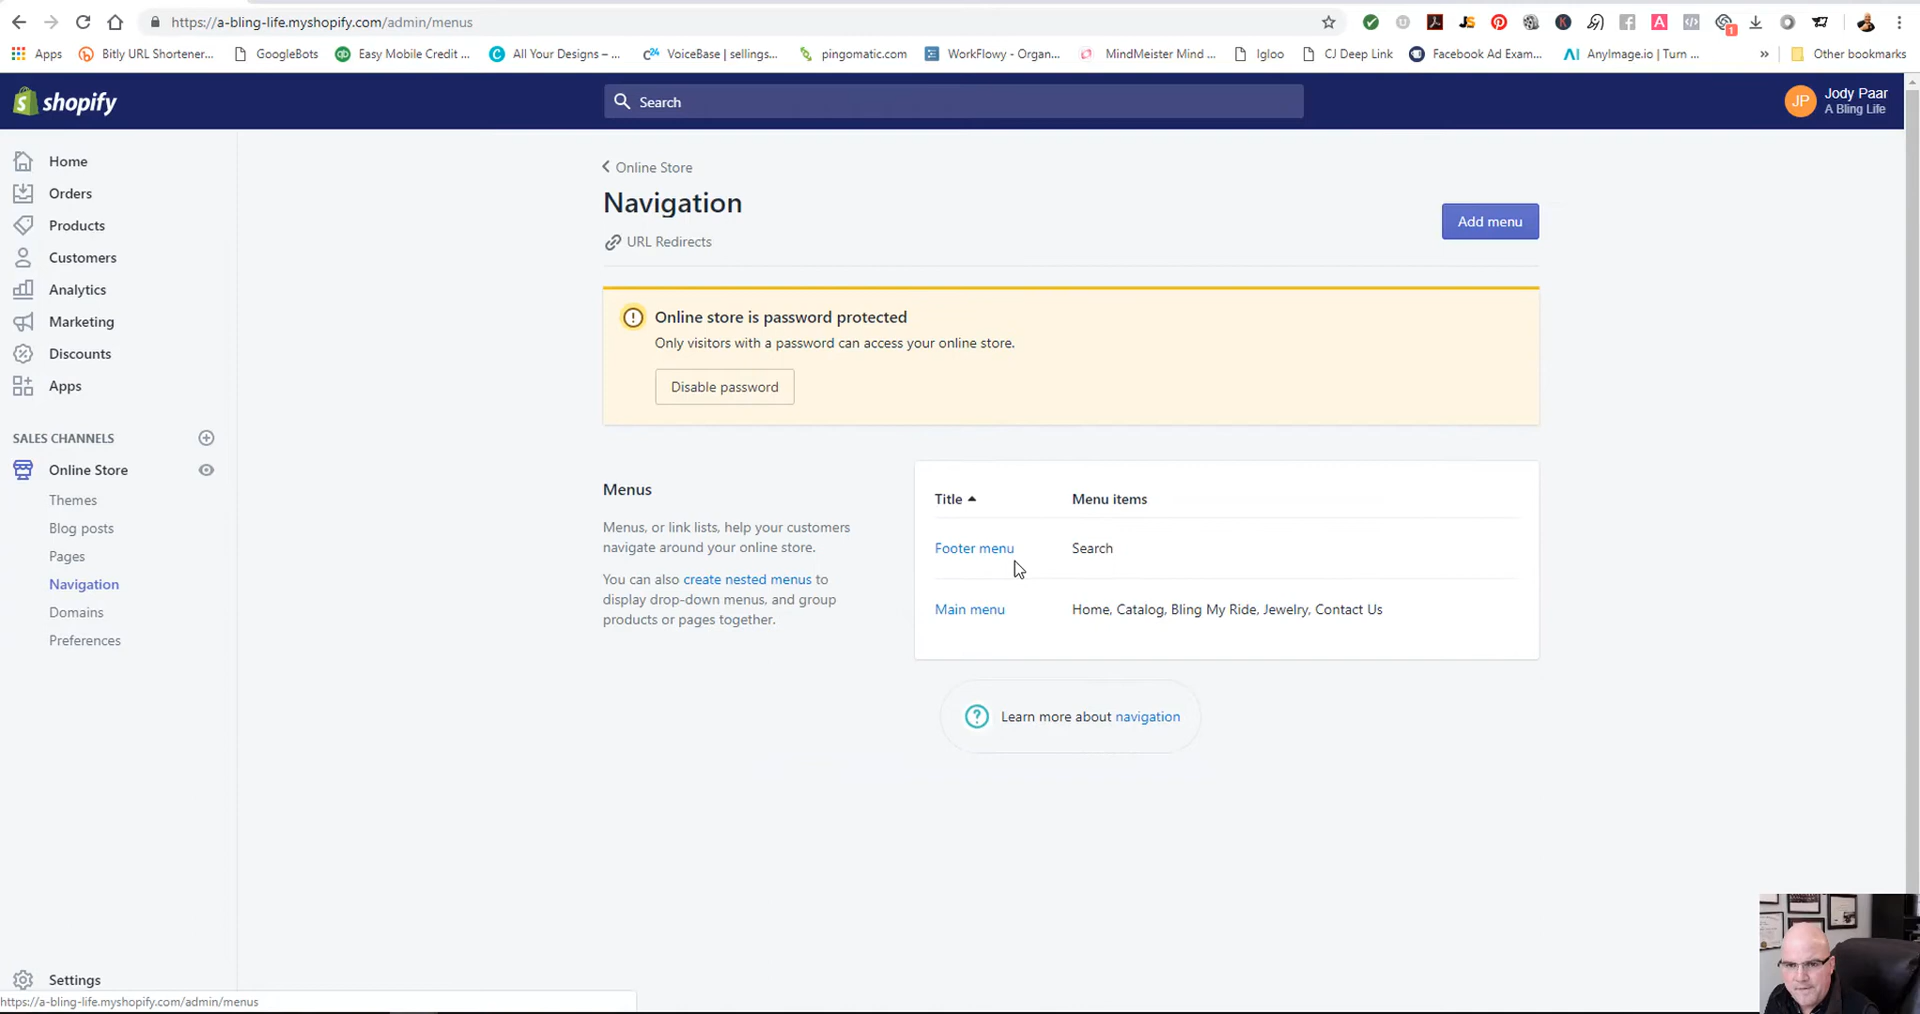 https://a-bling-life.myshopify.com/admin/menus
Apps
Bitly URL Shortener...
GoogleBots
Easy Mobile Credit ...
All Your Designs – ...
VoiceBase | sellings...
pingomatic.com
WorkFlowy - Organ...
MindMeister Mind ...
Igloo
CJ Deep Link
Facebook Ad Exam...
AnyImage.io | Turn ...
»
Other bookmarks
shopify
Search
JP
Jody Paar
A Bling Life
Home
Orders
Products
Customers
Analytics
Marketing
Discounts
Apps
SALES CHANNELS
Online Store
Themes
Blog posts
Pages
Navigation
Domains
Preferences
Settings
Online Store
Navigation
URL Redirects
Add menu
Online store is password protected
Only visitors with a password can access your online store.
Disable password
Menus
Menus, or link lists, help your customers
navigate around your online store.
You can also create nested menus to
display drop-down menus, and group
products or pages together.
Title
Menu items
Footer menu
Search
Main menu
Home, Catalog, Bling My Ride, Jewelry, Contact Us
Learn more about navigation
https://a-bling-life.myshopify.com/admin/menus